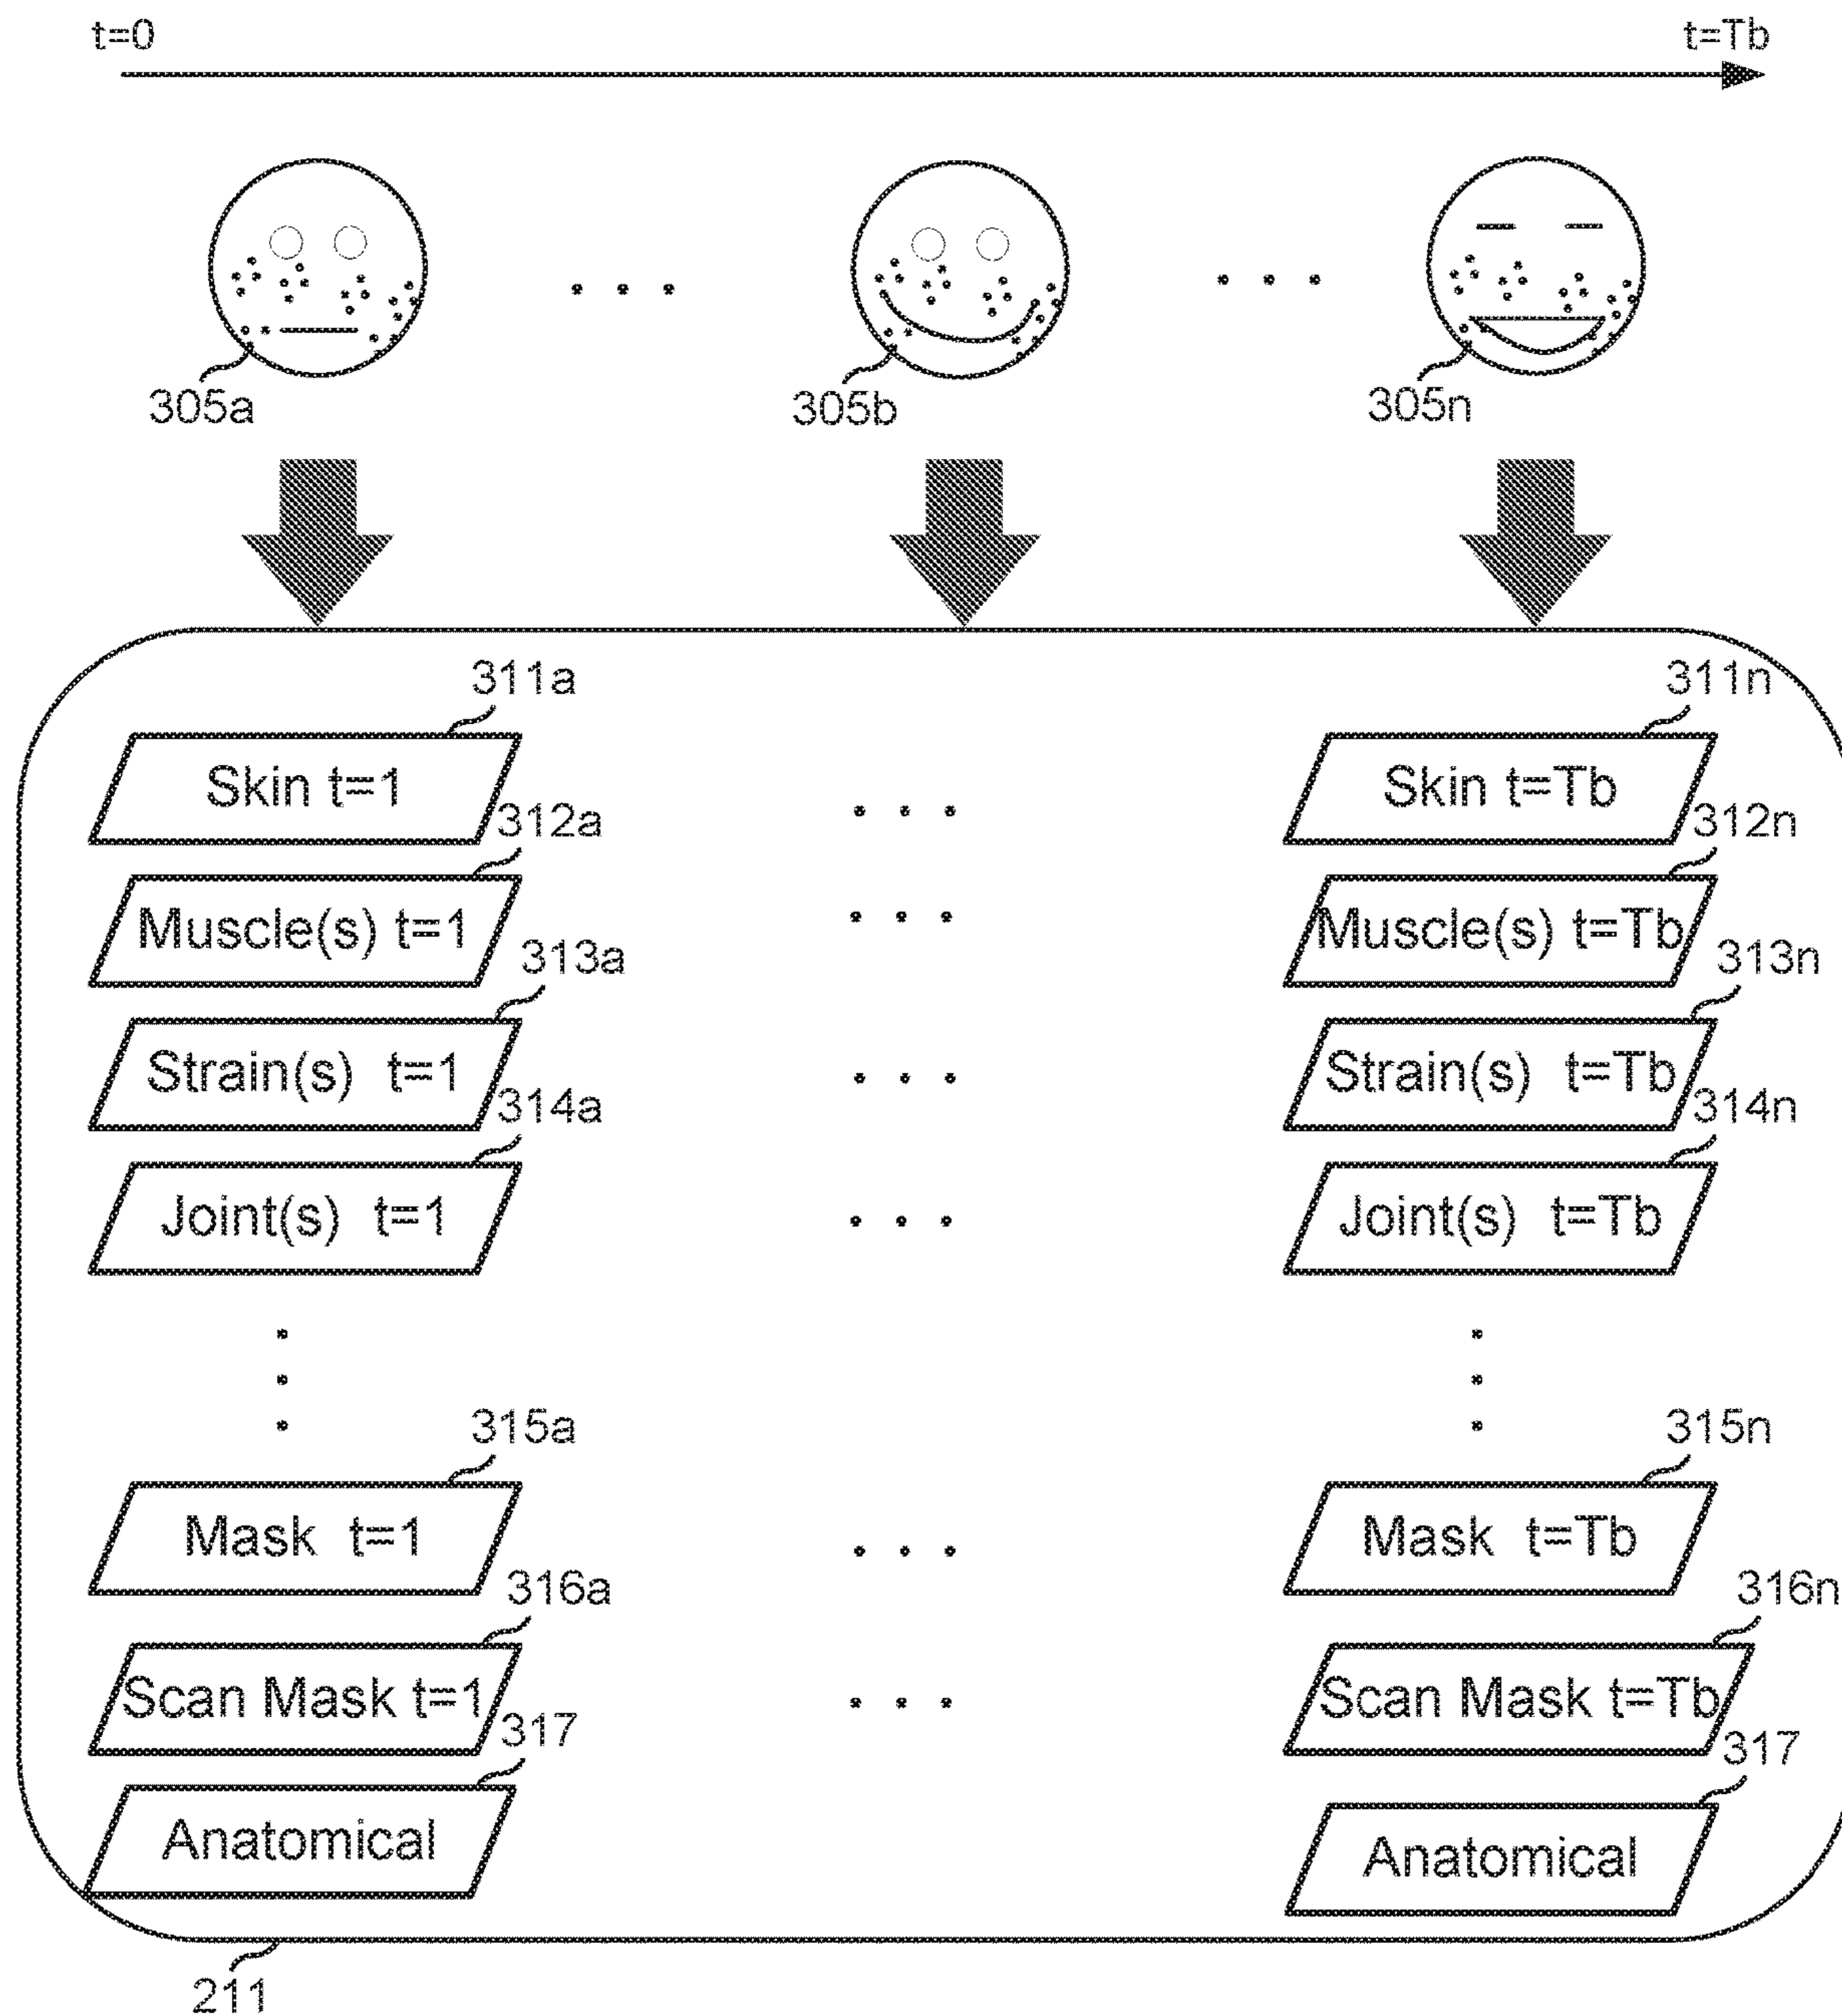 t=0 t=Tb
305a 305b 305n
311a 311n
Skin t=1 Skin t=Tb
312a 312n
Muscle(s) t=1 Muscle(s) t=Tb
313a 313n
Strain(s) t=1 Strain(s) t=Tb
314a 314n
Joint(s) t=1 Joint(s) t=Tb
315a 315n
Mask t=1 Mask t=Tb
316a 316n
Scan Mask t=1 Scan Mask t=Tb
317 317
Anatomical Anatomical
211